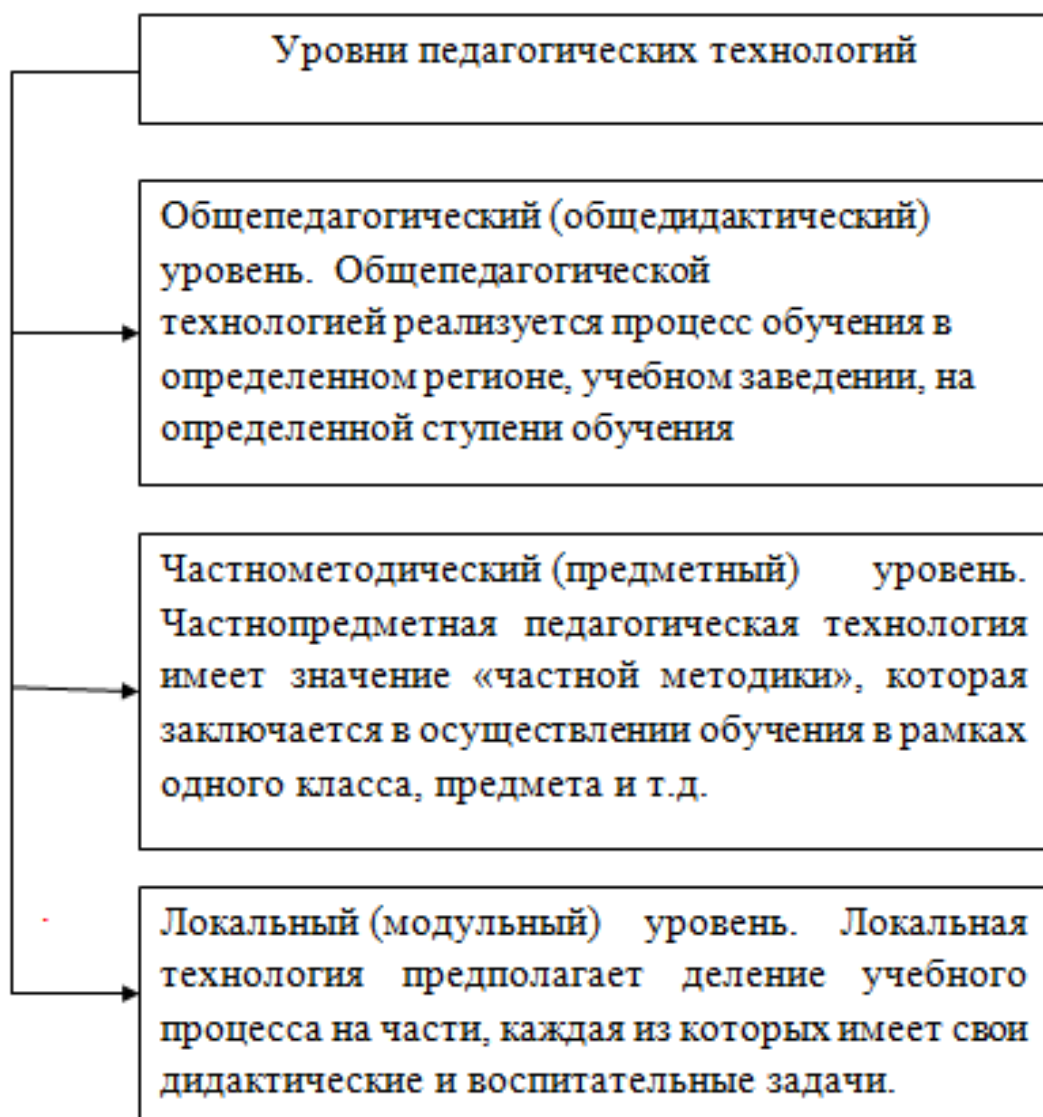 Уровни педагогических технологий
Общепедагогический (общедидактический)
уровень. Общепедагогической
технологией реализуется процесс обучения в
определенном регионе, учебном заведении, на
определенной ступени обучения
Частнометодический (предметный) уровень.
Частнопредметная педагогическая технология
имеет значение «частной методики», которая
заключается в осуществлении обучения в рамках
одного класса, предмета и т.д.
Локальный (модульный) уровень. Локальная
технология предполагает деление учебного
процесса на части, каждая из которых имеет свои
дидактические и воспитательные задачи.